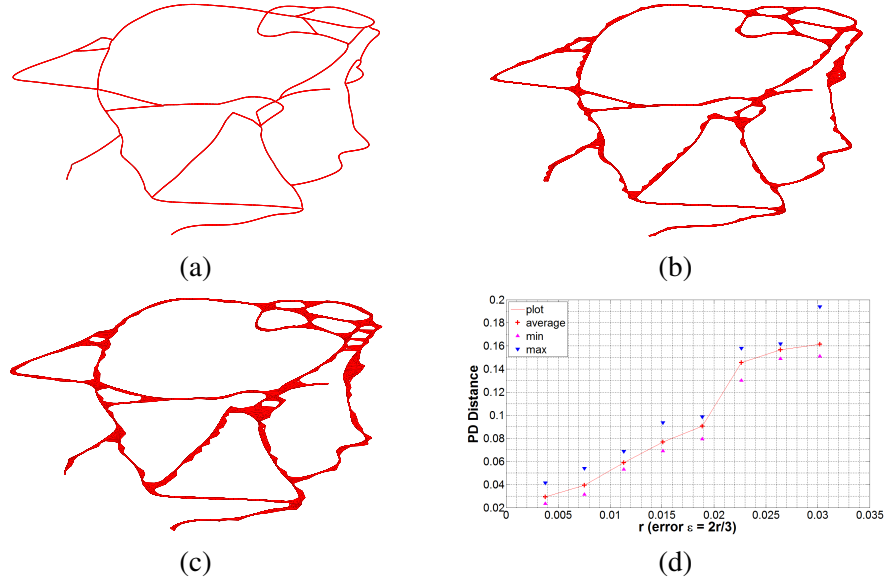 (a)
(b)
(c)
0.2
0.18
0.16
0.14
0.12
0.1
0.08
0.06
0.04
0.02
PD Distance
plot
average
min
max
0 0.005 0.01 0.015 0.02 0.025 0.03 0.035
r (error ε = 2r/3)
(d)